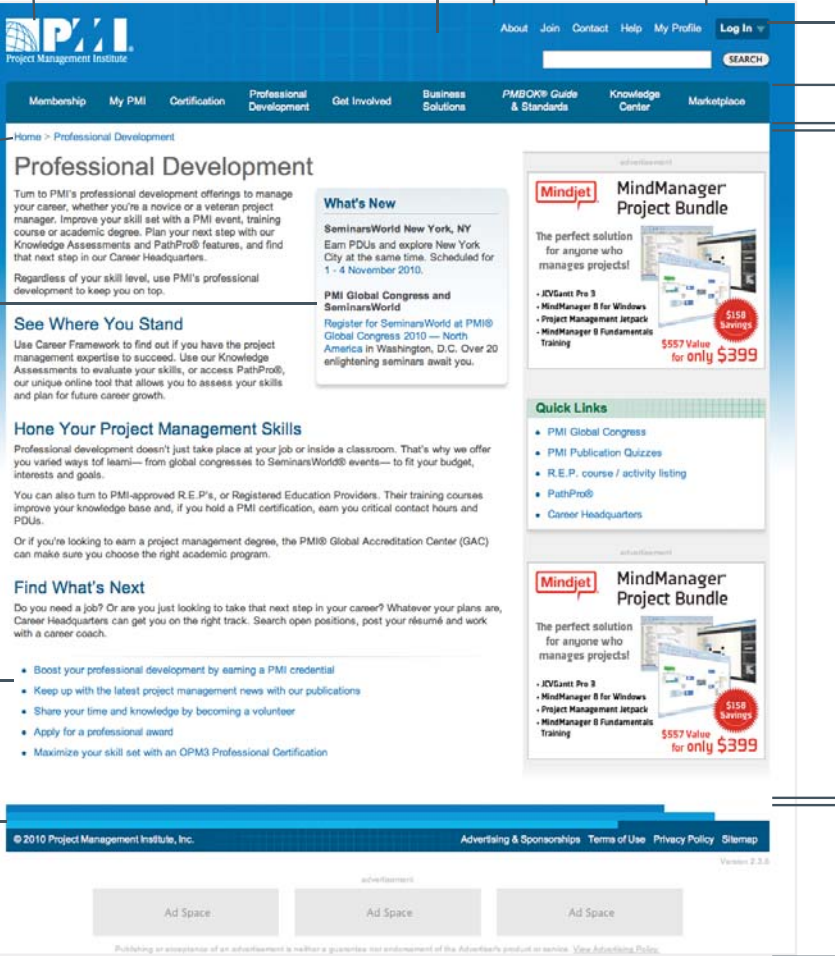 About Join Contact Help My Profile Log In
PMI
Project Management Institute
SEARCH
Membership My PMI Certification Professional Development Get Involved Business Solutions PMBOK® Guide & Standards Knowledge Center Marketplace
Home > Professional Development
Professional Development
Turn to PMI's professional development offerings to manage
your career, whether you're a novice or a veteran project
manager. Improve your skill set with a PMI event, training
course or academic degree. Plan your next step with our
Knowledge Assessments and PathPro® features, and find
that next step in our Career Headquarters.
Regardless of your skill level, use PMI's professional
development to keep you on top.
What's New
SeminarsWorld New York, NY
Earn PDUs and explore New York
City at the same time. Scheduled for
1 - 4 November 2010.
PMI Global Congress and
SeminarsWorld
Register for SeminarsWorld at PMI®
Global Congress 2010 — North
America in Washington, D.C. Over 20
enlightening seminars await you.
See Where You Stand
Use Career Framework to find out if you have the project
management expertise to succeed. Use our Knowledge
Assessments to evaluate your skills, or access PathPro®,
our unique online tool that allows you to assess your skills
and plan for future career growth.
Hone Your Project Management Skills
Professional development doesn't just take place at your job or inside a classroom. That's why we offer
you varied ways tof learni— from global congresses to SeminarsWorld® events— to fit your budget,
interests and goals.
You can also turn to PMI-approved R.E.P's, or Registered Education Providers. Their training courses
improve your knowledge base and, if you hold a PMI certification, earn you critical contact hours and
PDUs.
Or if you're looking to earn a project management degree, the PMI® Global Accreditation Center (GAC)
can make sure you choose the right academic program.
Find What's Next
Do you need a job? Or are you just looking to take that next step in your career? Whatever your plans are,
Career Headquarters can get you on the right track. Search open positions, post your résumé and work
with a career coach.
• Boost your professional development by earning a PMI credential
• Keep up with the latest project management news with our publications
• Share your time and knowledge by becoming a volunteer
• Apply for a professional award
• Maximize your skill set with an OPM3 Professional Certification
advertisement
Mindjet MindManager
Project Bundle
The perfect solution
for anyone who
manages projects!
• JCVGantt Pro 3
• MindManager 8 for Windows
• Project Management Jetpack
• MindManager 8 Fundamentals
Training
$158
Savings
$557 Value
for only $399
Quick Links
• PMI Global Congress
• PMI Publication Quizzes
• R.E.P. course / activity listing
• PathPro®
• Career Headquarters
advertisement
Mindjet MindManager
Project Bundle
The perfect solution
for anyone who
manages projects!
• JCVGantt Pro 3
• MindManager 8 for Windows
• Project Management Jetpack
• MindManager 8 Fundamentals
Training
$158
Savings
$557 Value
for only $399
© 2010 Project Management Institute, Inc. Advertising & Sponsorships Terms of Use Privacy Policy Sitemap
Version 2.3.6
advertisement
Ad Space Ad Space Ad Space
Publishing or acceptance of an advertisement is neither a guarantee nor endorsement of the Advertiser's product or service. View Advertising Policy